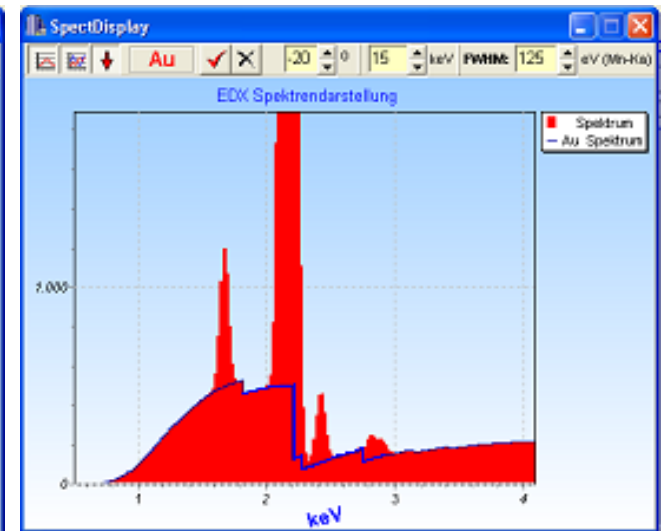 SpectDisplay
Au -20 0 15 keV FWHM: 125 eV (Mn-Ka)
EDX Spektrendarstellung
Spektrum
Au Spektrum
1.000
0
1 2 3 4
keV